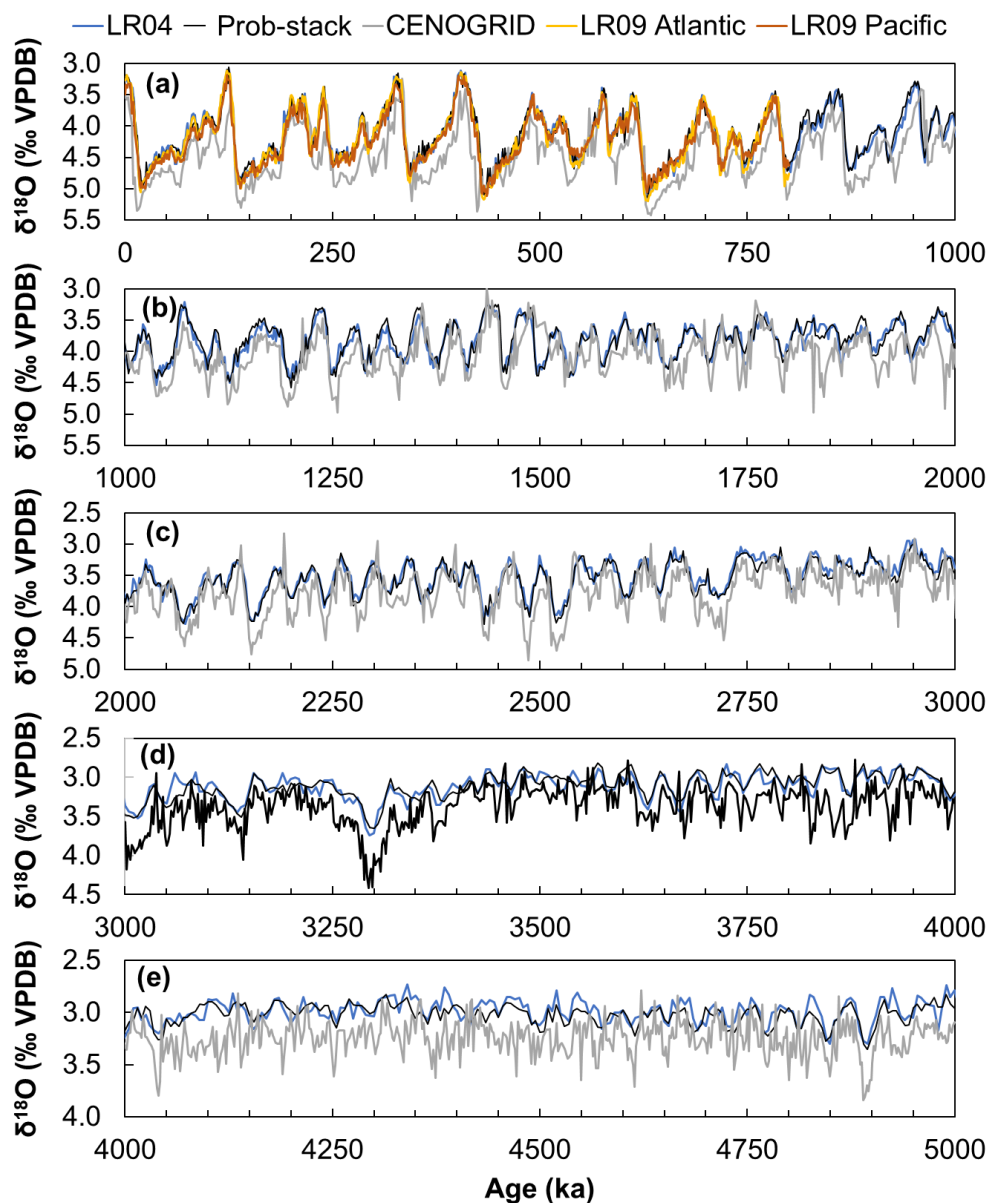 LR04 Prob-stack CENOGRID LR09 Atlantic LR09 Pacific
(a)
δ¹⁸O (‰ VPDB)
3.0
3.5
4.0
4.5
5.0
5.5
0 250 500 750 1000
(b)
δ¹⁸O (‰ VPDB)
3.0
3.5
4.0
4.5
5.0
5.5
1000 1250 1500 1750 2000
(c)
δ¹⁸O (‰ VPDB)
2.5
3.0
3.5
4.0
4.5
5.0
2000 2250 2500 2750 3000
(d)
δ¹⁸O (‰ VPDB)
2.5
3.0
3.5
4.0
4.5
3000 3250 3500 3750 4000
(e)
δ¹⁸O (‰ VPDB)
2.5
3.0
3.5
4.0
4000 4250 4500 4750 5000
Age (ka)